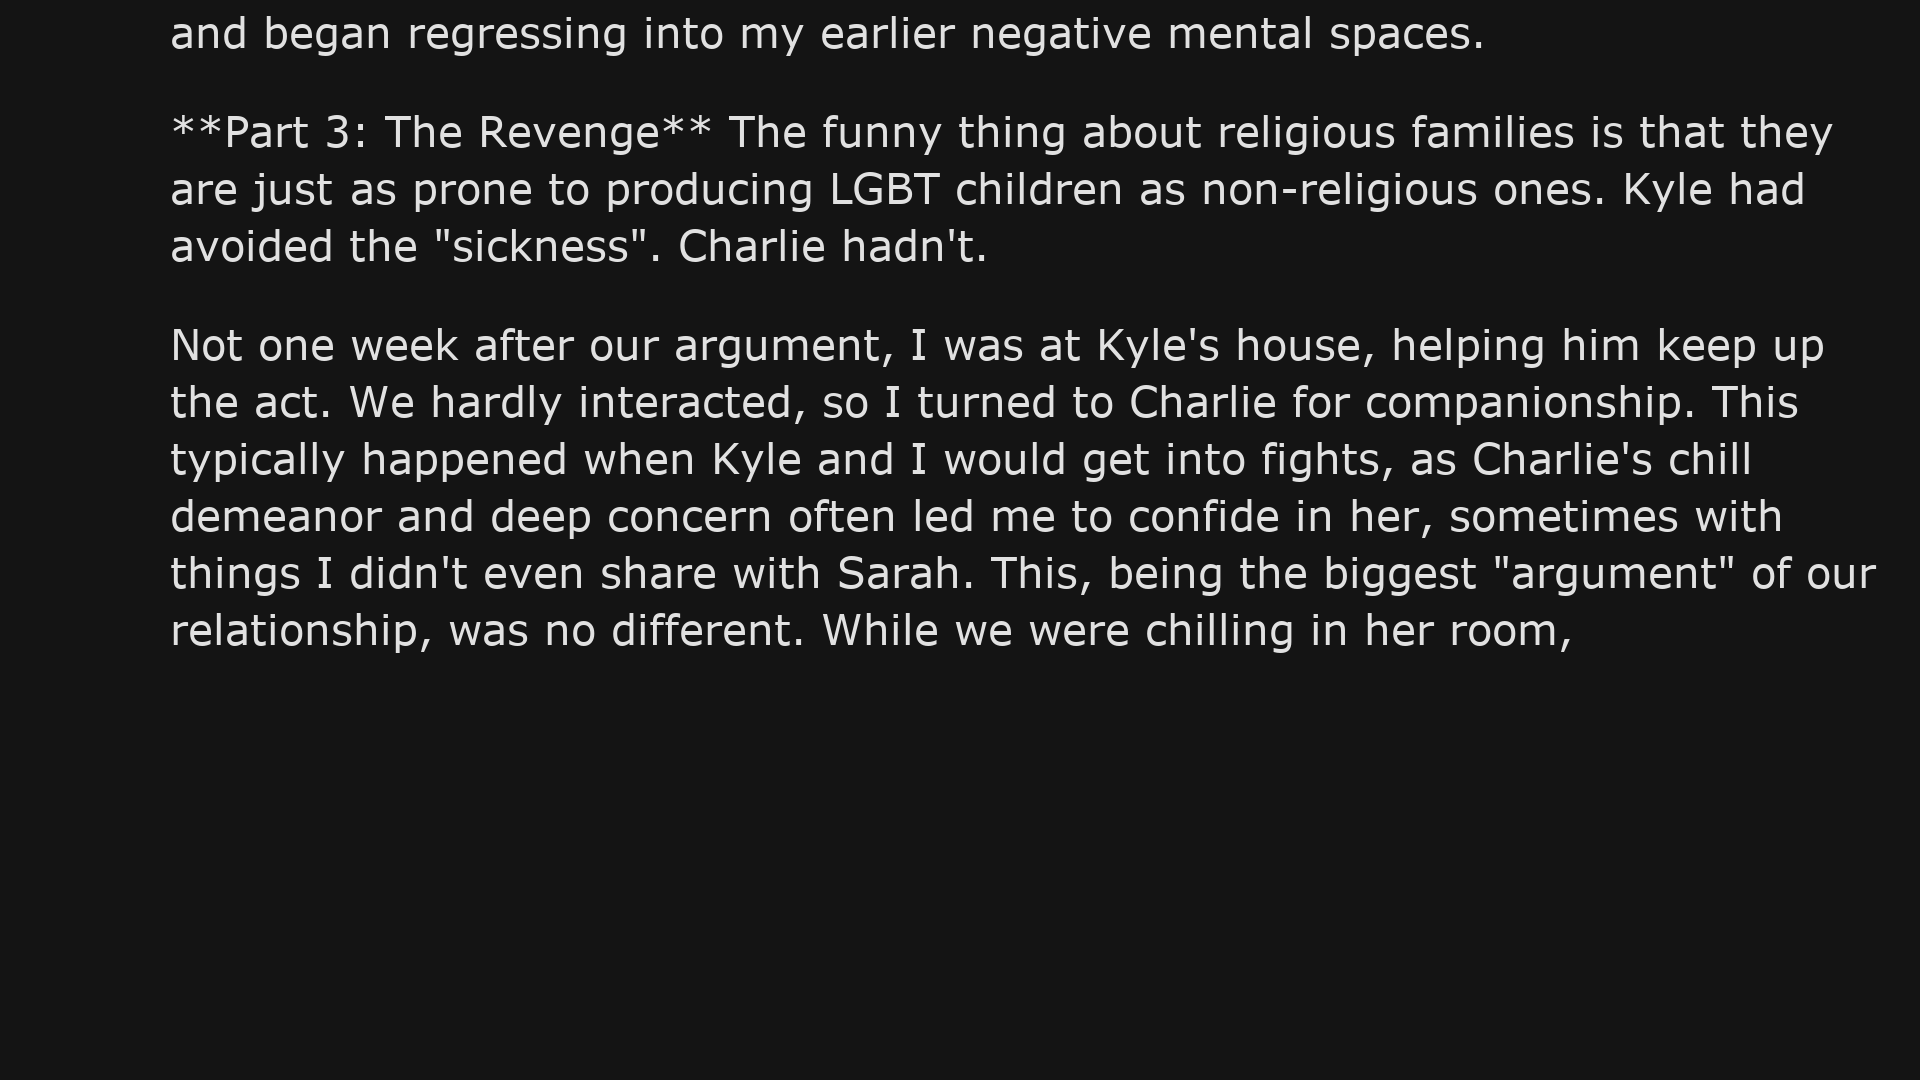 and began regressing into my earlier negative mental spaces.
**Part 3: The Revenge** The funny thing about religious families is that they
are just as prone to producing LGBT children as non-religious ones. Kyle had
avoided the "sickness". Charlie hadn't.
Not one week after our argument, I was at Kyle's house, helping him keep up
the act. We hardly interacted, so I turned to Charlie for companionship. This
typically happened when Kyle and I would get into fights, as Charlie's chill
demeanor and deep concern often led me to confide in her, sometimes with
things I didn't even share with Sarah. This, being the biggest "argument" of our
relationship, was no different. While we were chilling in her room,